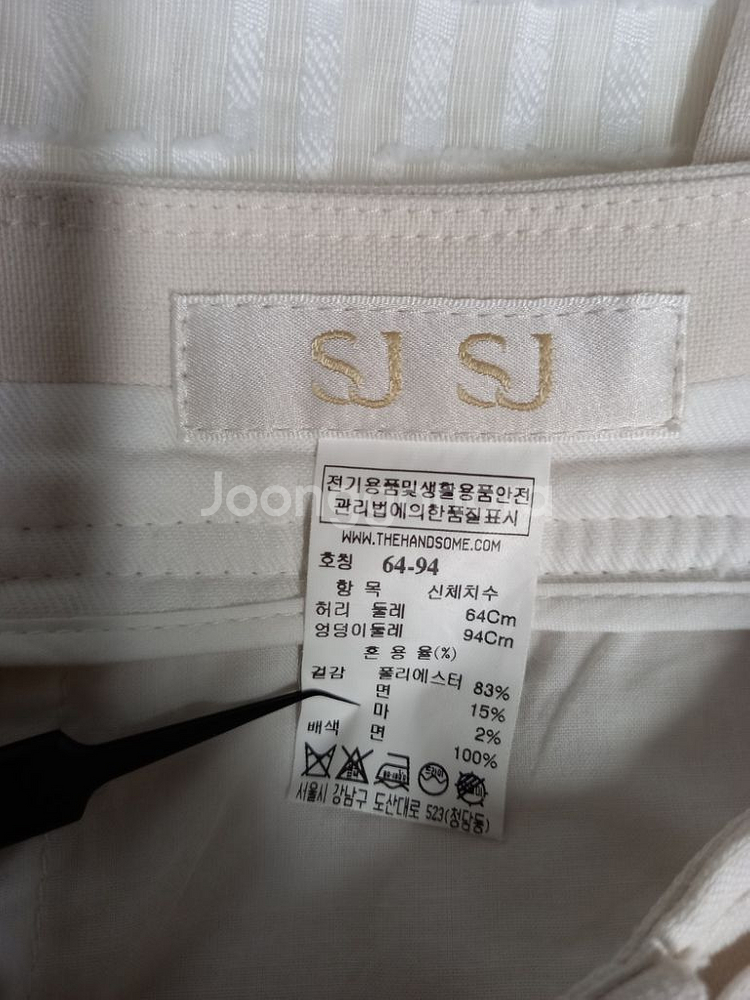 SJ SJ
전기용품및생활용품안전
관리법에의한품질표시
WWW.THEHANDSOME.COM
호칭 64-94
항 목 신체치수
허리 둘레 64Cm
엉덩이둘레 94Cm
혼 용 율(%)
겉감 폴리에스터 83%
면 15%
마 2%
배색 면 100%
서울시 강남구 도산대로 523(청담동)